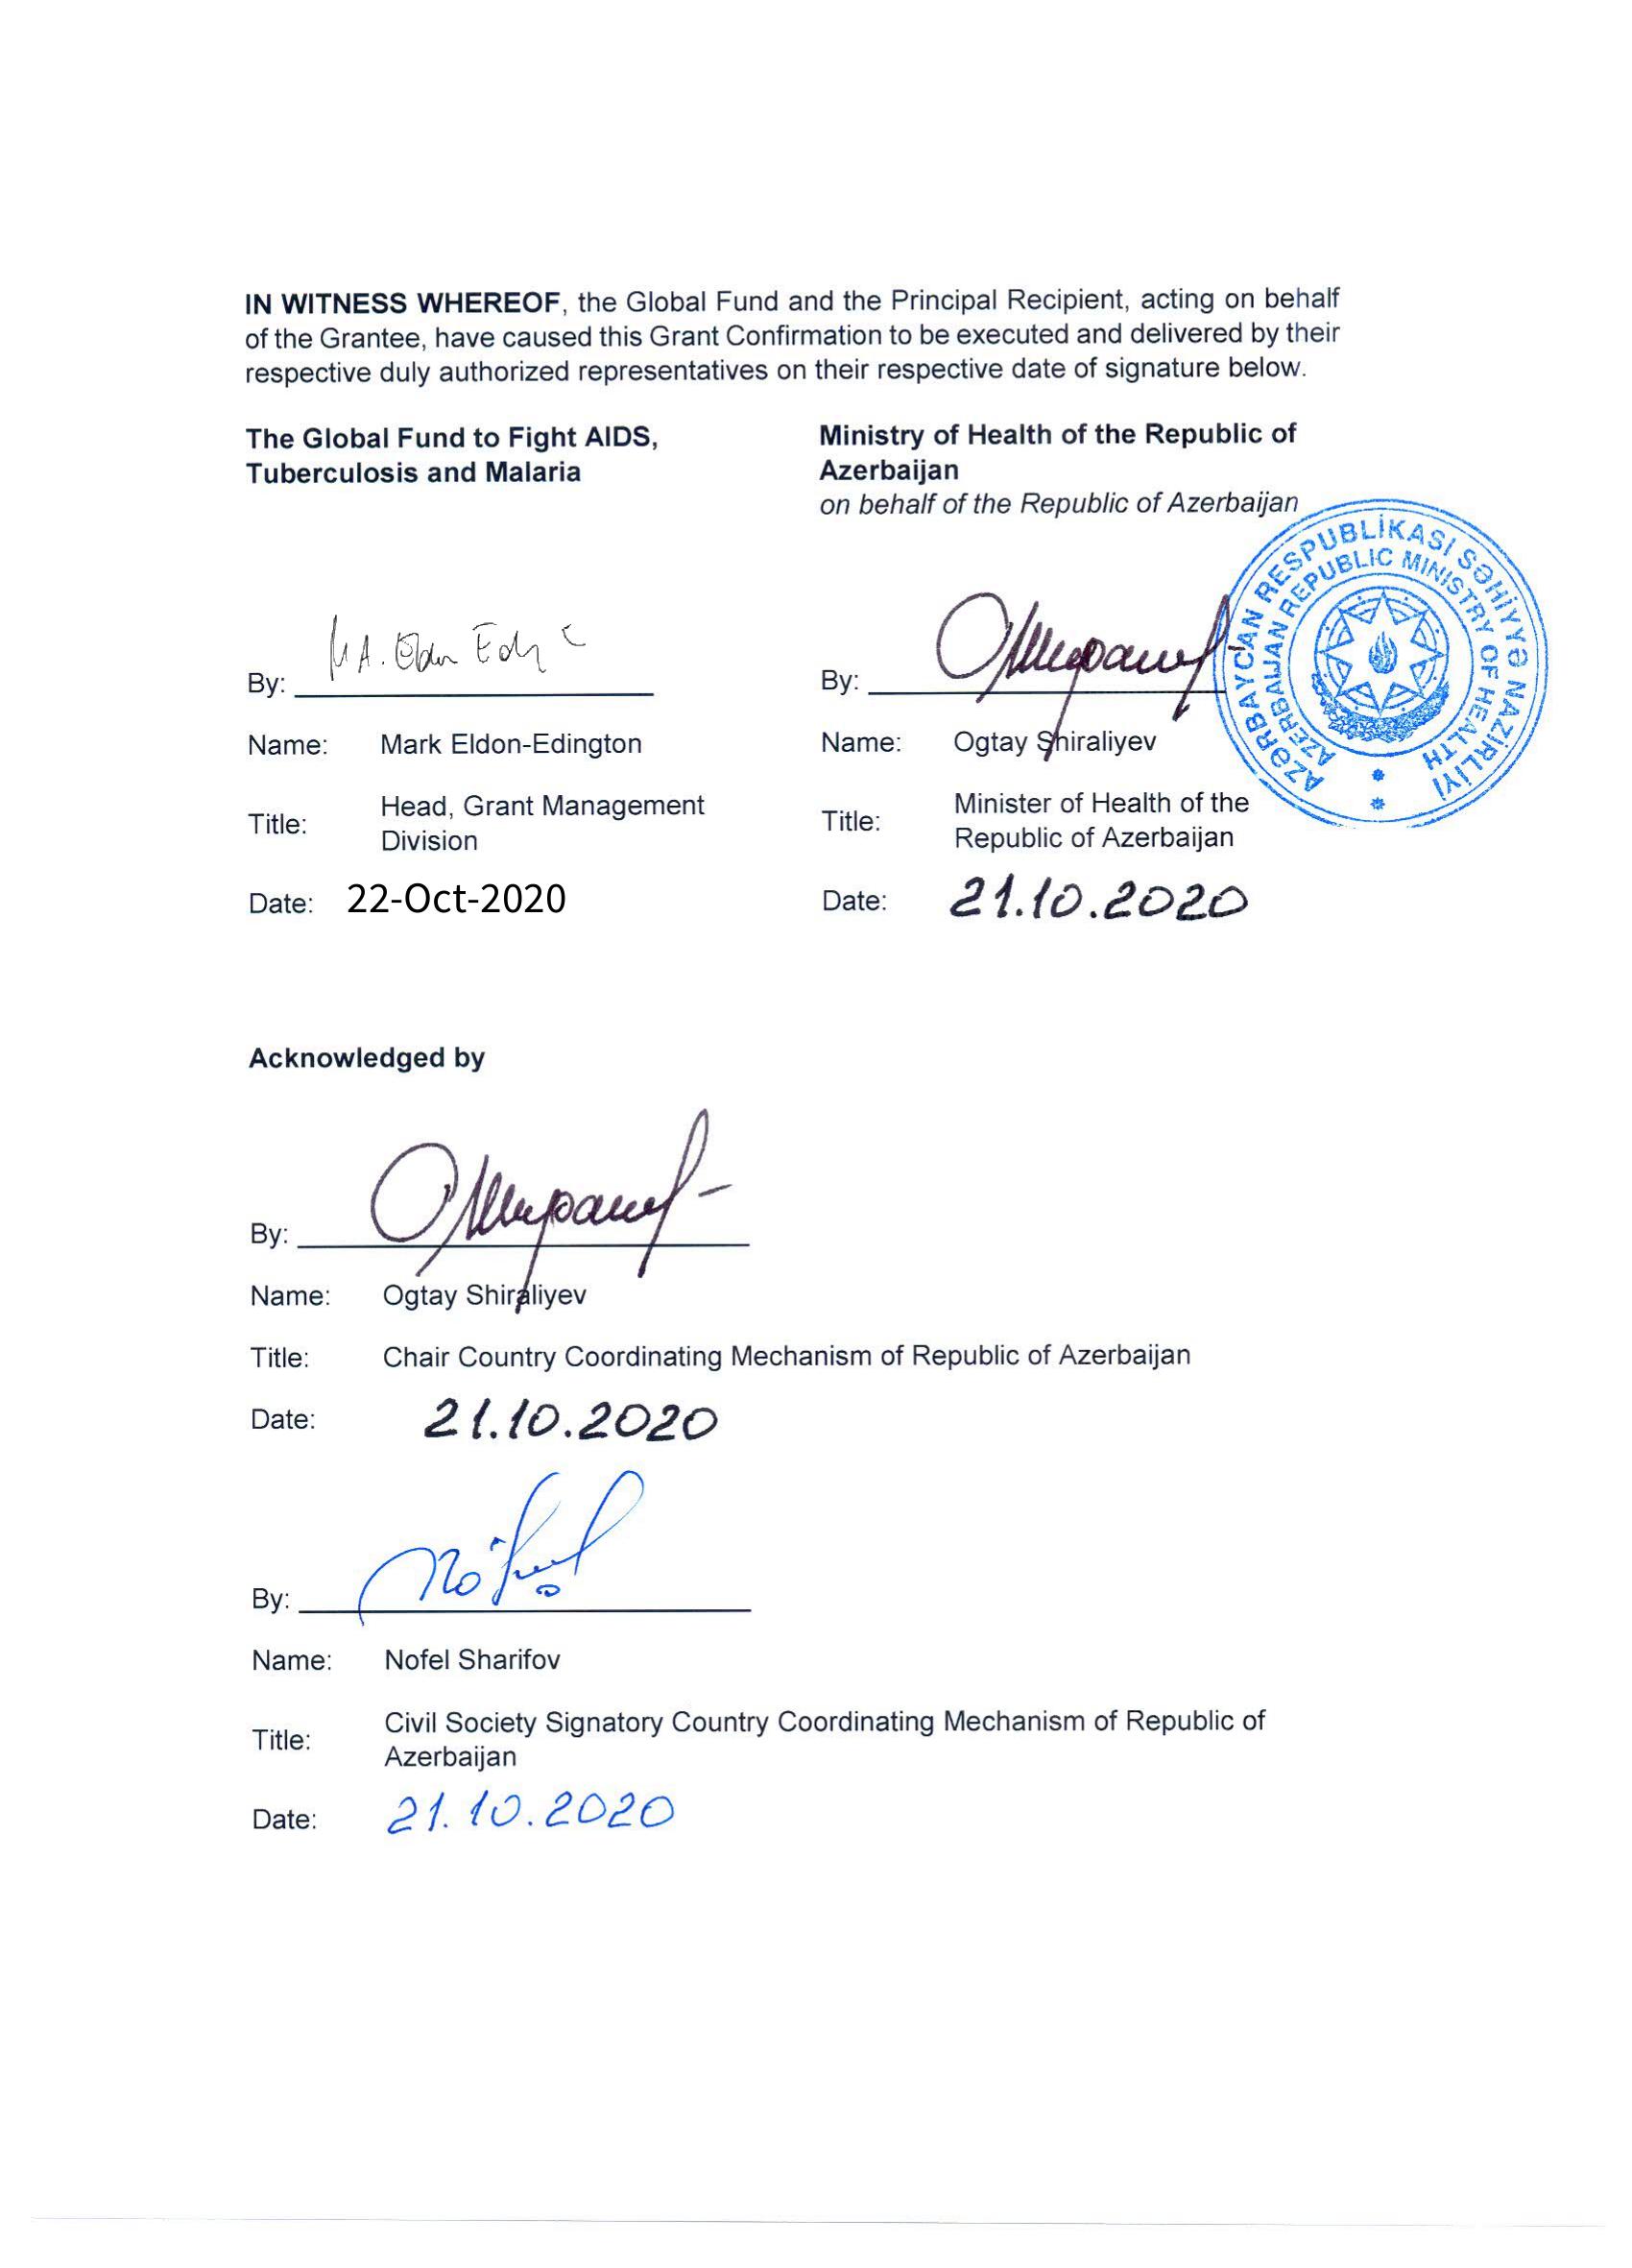 IN WITNESS WHEREOF, the Global Fund and the Principal Recipient, acting on behalf
of the Grantee, have caused this Grant Confirmation to be executed and delivered by their
respective duly authorized representatives on their respective date of signature below.
The Global Fund to Fight AIDS,
Tuberculosis and Malaria
By:
Name: Mark Eldon-Edington
Title: Head, Grant Management
Division
Date: 22-Oct-2020
Ministry of Health of the Republic of
Azerbaijan
on behalf of the Republic of Azerbaijan
By:
Name: Ogtay Shiraliyev
Title: Minister of Health of the
Republic of Azerbaijan
Date: 21.10.2020
AZƏRBAYCAN RESPUBLİKASI SƏHİYYƏ NAZİRLİYİ
AZERBAIJAN REPUBLIC MINISTRY OF HEALTH
Acknowledged by
By:
Name: Ogtay Shiraliyev
Title: Chair Country Coordinating Mechanism of Republic of Azerbaijan
Date: 21.10.2020
By:
Name: Nofel Sharifov
Title: Civil Society Signatory Country Coordinating Mechanism of Republic of
Azerbaijan
Date: 21.10.2020